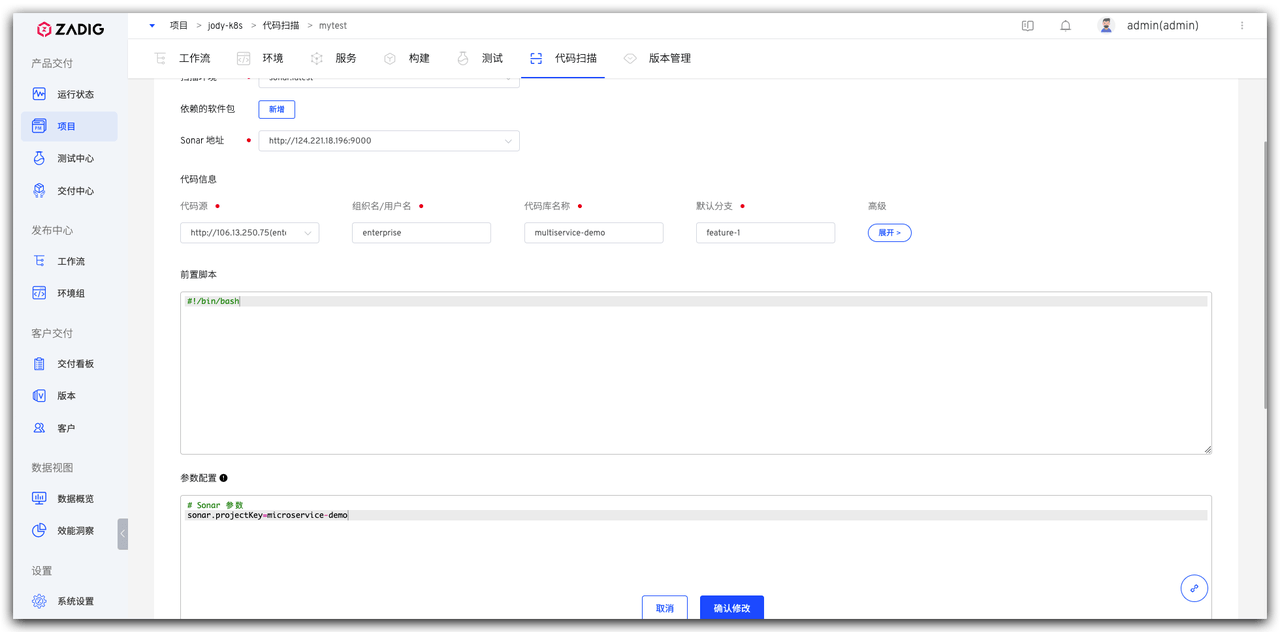 ZADIG
项目 > jody-k8s > 代码扫描 > mytest
admin(admin)
产品交付
运行状态
项目
测试中心
交付中心
发布中心
工作流
环境组
客户交付
交付看板
版本
客户
数据视图
数据概览
效能洞察
设置
系统设置
工作流 环境 服务 构建 测试 代码扫描 版本管理
扫描环境
依赖的软件包 新增
Sonar 地址 http://124.221.18.196:9000
代码信息
代码源 组织名/用户名 代码库名称 默认分支 高级
http://106.13.250.75(ente enterprise multiservice-demo feature-1 展开 >
前置脚本
#!/bin/bash
参数配置
# Sonar 参数
sonar.projectKey=microservice-demo
取消 确认修改